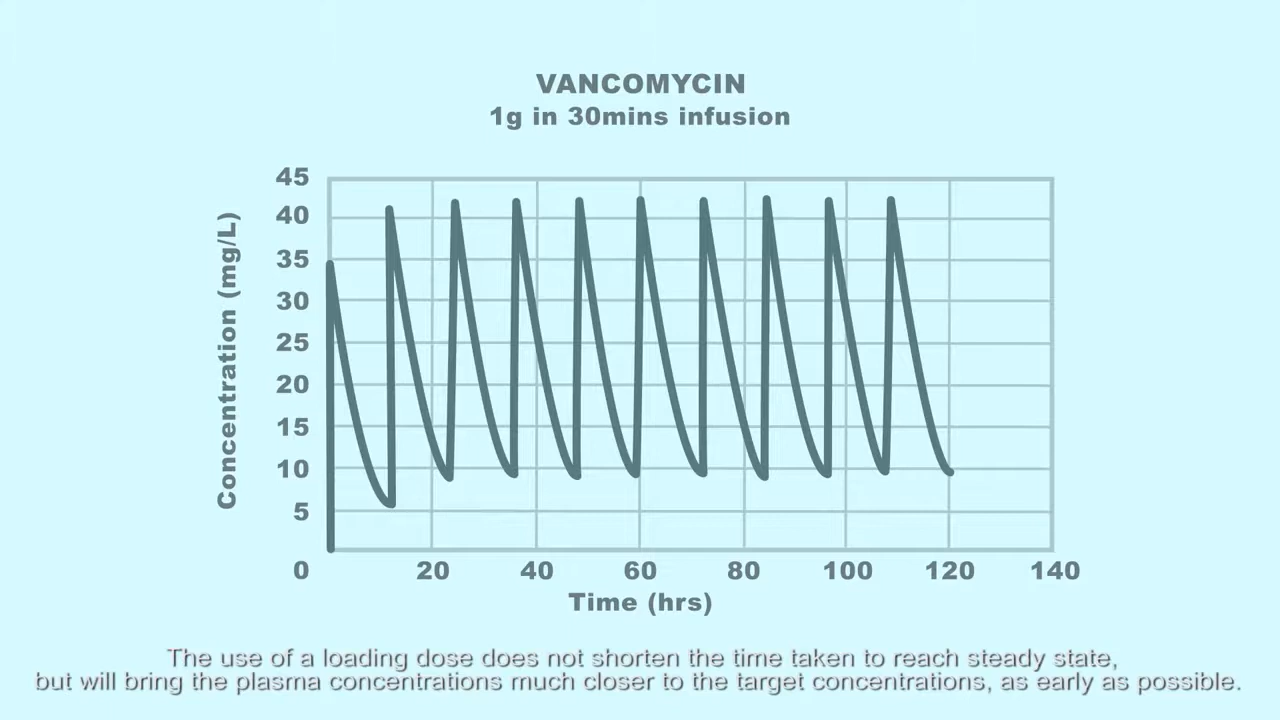 VANCOMYCIN
1g in 30mins infusion
Concentration (mg/L)
45
40
35
30
25
20
15
10
5
0
20 40 60 80 100 120 140
Time (hrs)
The use of a loading dose does not shorten the time taken to reach steady state,
but will bring the plasma concentrations much closer to the target concentrations, as early as possible.